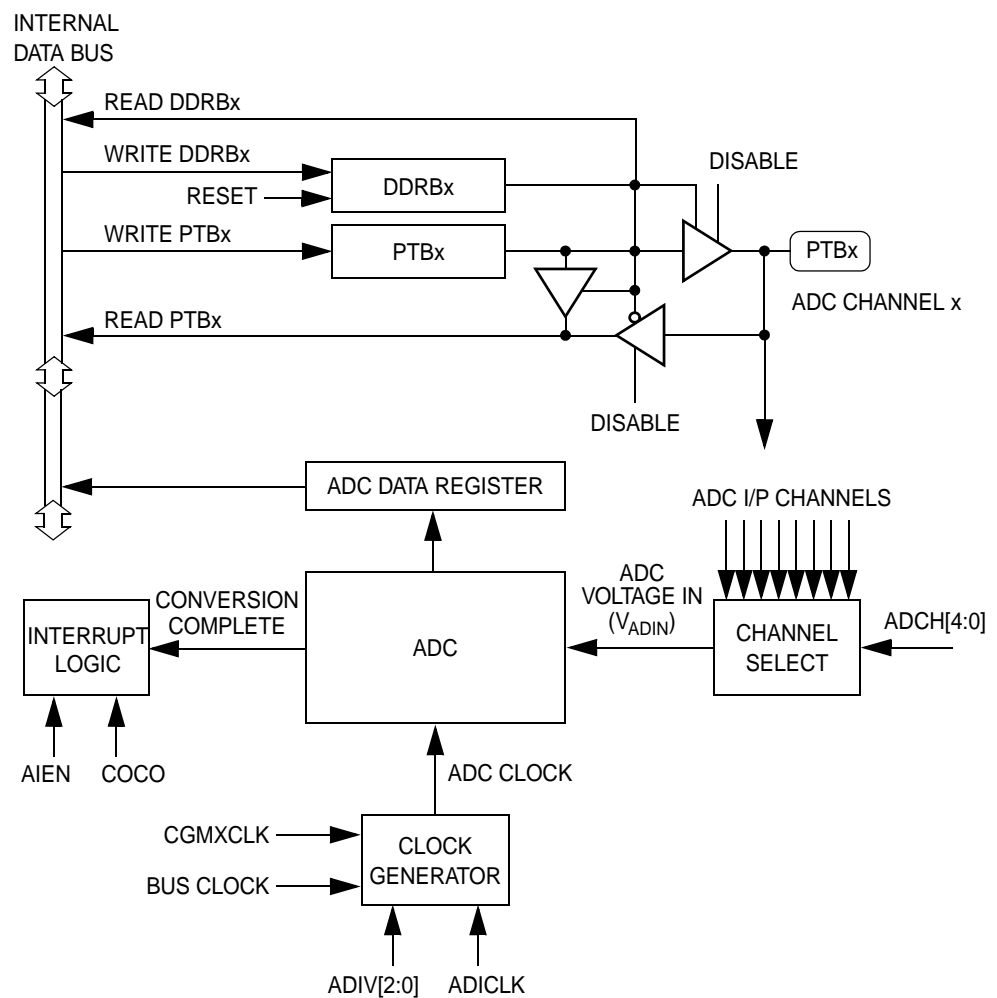 INTERNAL
DATA BUS
READ DDRBx
WRITE DDRBx
DISABLE
DDRBx
RESET
WRITE PTBx
PTBx
PTBx
ADC CHANNEL x
READ PTBx
DISABLE
ADC DATA REGISTER
ADC I/P CHANNELS
ADC
VOLTAGE IN
(VADIN)
CONVERSION
COMPLETE
INTERRUPT
LOGIC
ADC
CHANNEL
SELECT
ADCH[4:0]
AIEN
COCO
ADC CLOCK
CGMXCLK
CLOCK
GENERATOR
BUS CLOCK
ADIV[2:0]
ADICLK